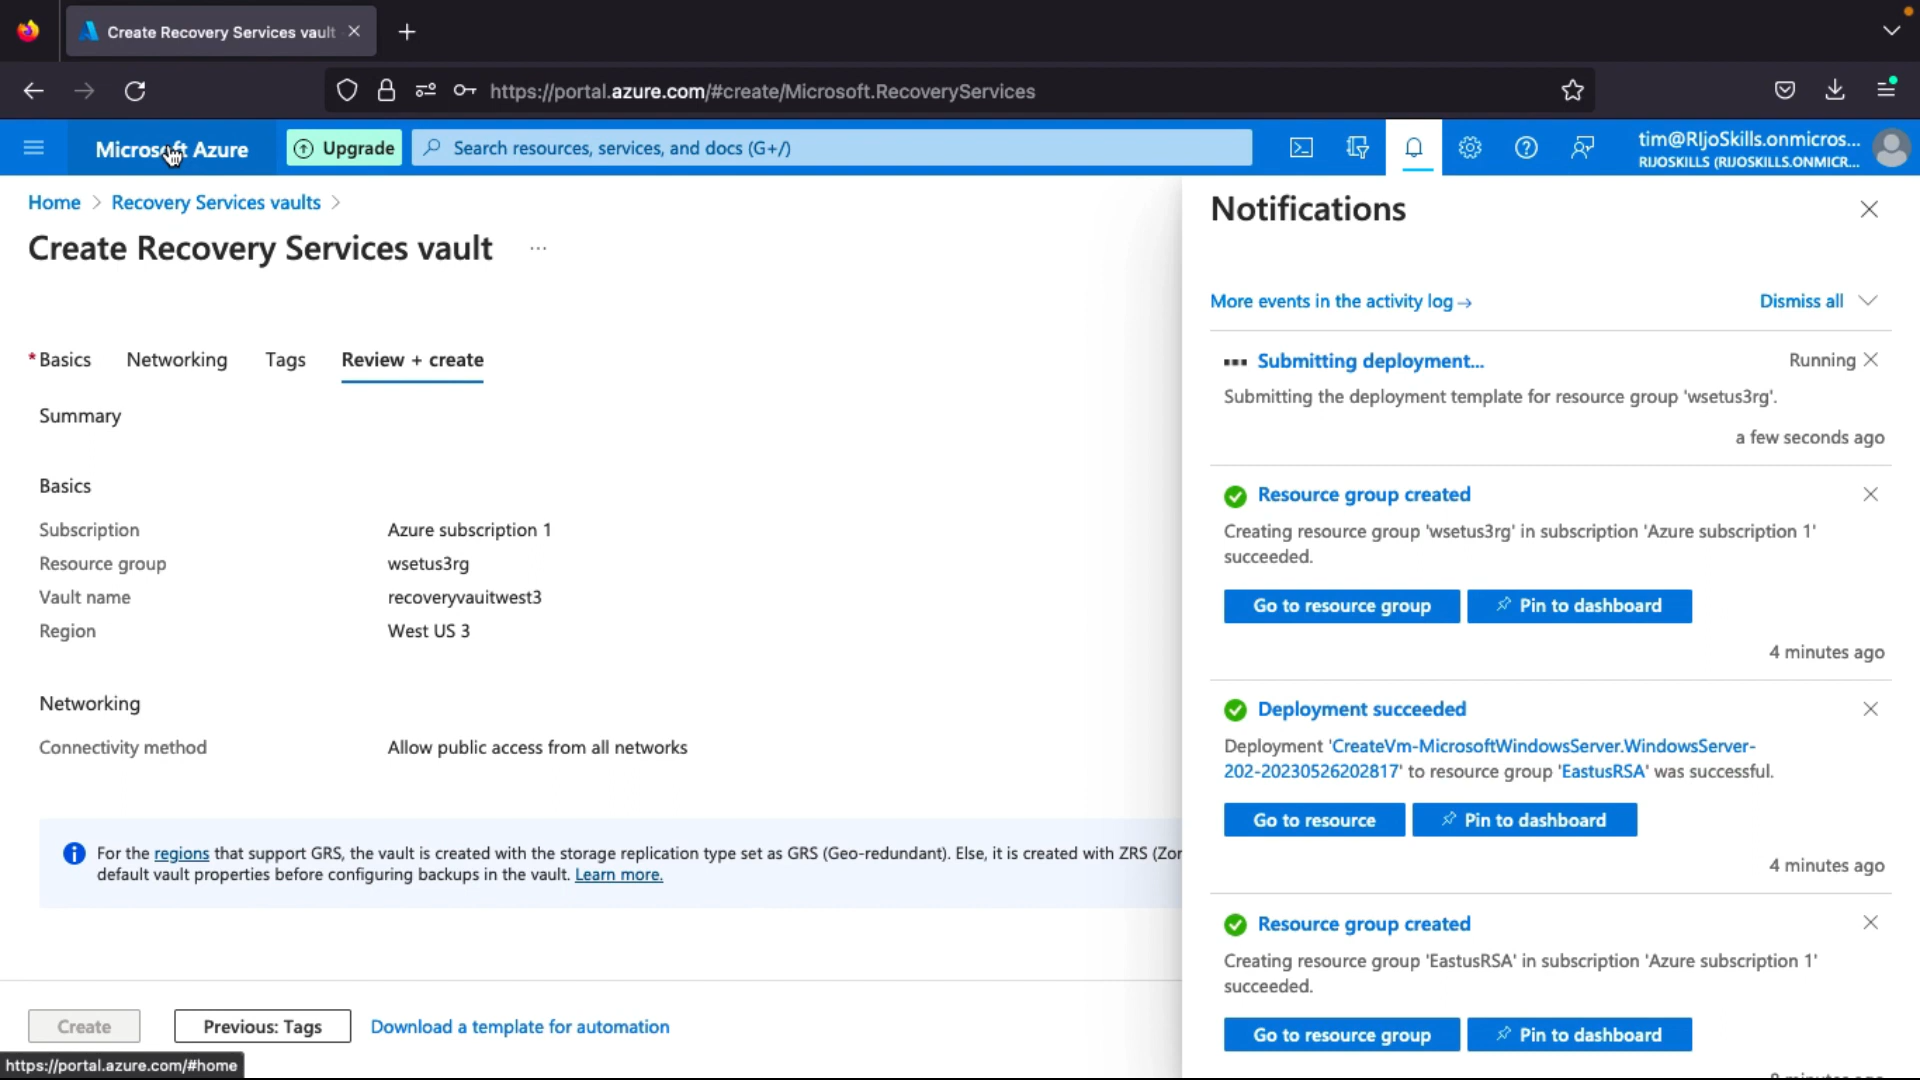 Create Recovery Services vault
https://portal.azure.com/#create/Microsoft.RecoveryServices
Microsoft Azure
Upgrade
Search resources, services, and docs (G+/)
tim@RIjoSkills.onmicros...
RIJOSKILLS (RIJOSKILLS.ONMICR...
Home > Recovery Services vaults >
Create Recovery Services vault ...
* Basics
Networking
Tags
Review + create
Summary
Basics
Subscription Azure subscription 1
Resource group wsetus3rg
Vault name recoveryvauitwest3
Region West US 3
Networking
Connectivity method Allow public access from all networks
For the regions that support GRS, the vault is created with the storage replication type set as GRS (Geo-redundant). Else, it is created with ZRS (Zor
default vault properties before configuring backups in the vault. Learn more.
Create
Previous: Tags
Download a template for automation
https://portal.azure.com/#home
Notifications
More events in the activity log →
Dismiss all
Submitting deployment...
Running
Submitting the deployment template for resource group 'wsetus3rg'.
a few seconds ago
Resource group created
Creating resource group 'wsetus3rg' in subscription 'Azure subscription 1'
succeeded.
Go to resource group
Pin to dashboard
4 minutes ago
Deployment succeeded
Deployment 'CreateVm-MicrosoftWindowsServer.WindowsServer-
202-20230526202817' to resource group 'EastusRSA' was successful.
Go to resource
Pin to dashboard
4 minutes ago
Resource group created
Creating resource group 'EastusRSA' in subscription 'Azure subscription 1'
succeeded.
Go to resource group
Pin to dashboard